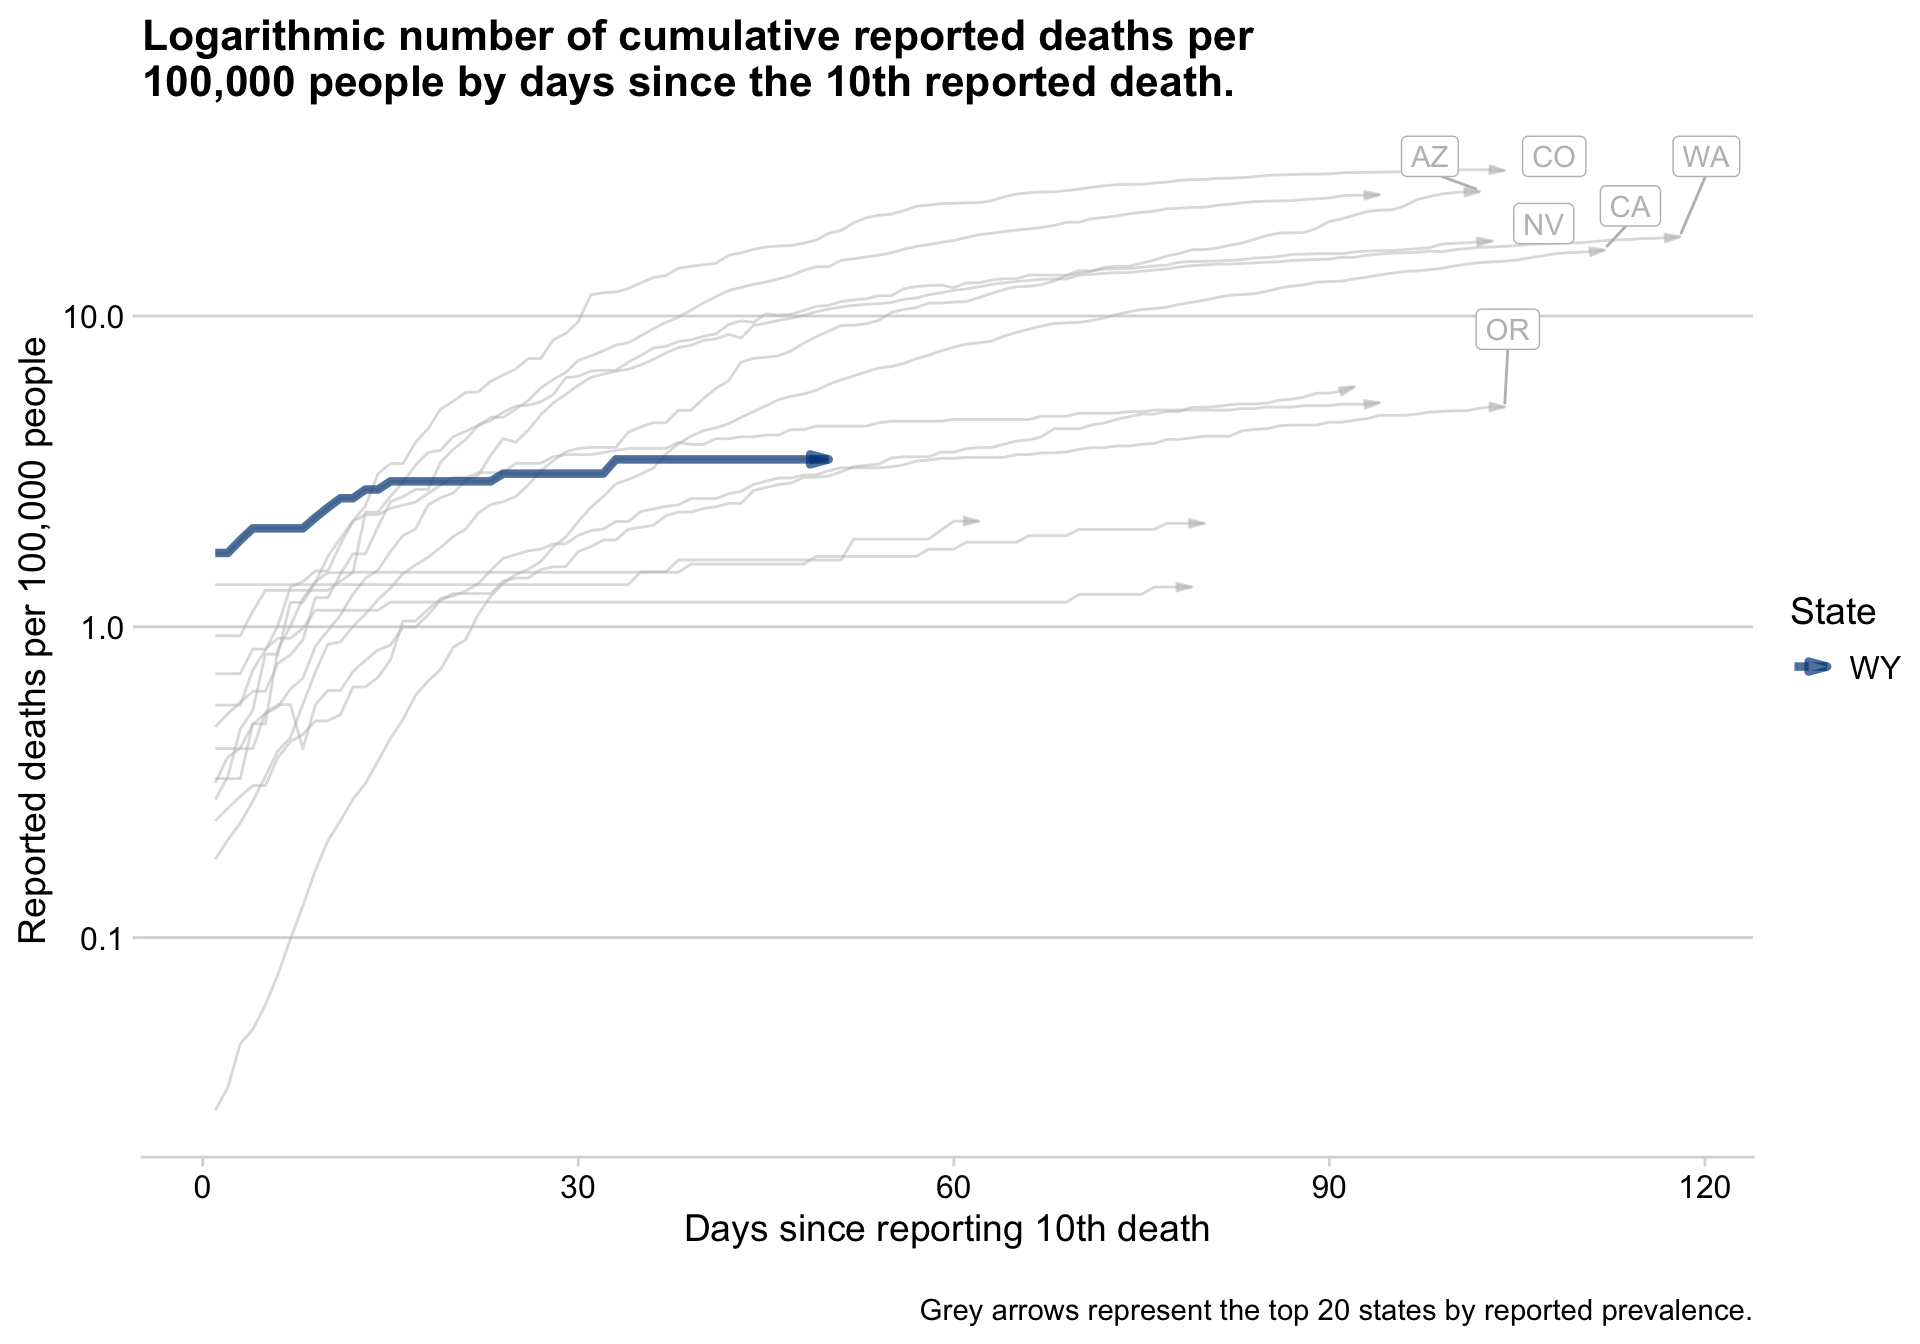 Logarithmic number of cumulative reported deaths per
100,000 people by days since the 10th reported death.
AZ
CO
WA
CA
NV
OR
Reported deaths per 100,000 people
10.0
1.0
0.1
State
WY
0 30 60 90 120
Days since reporting 10th death
Grey arrows represent the top 20 states by reported prevalence.